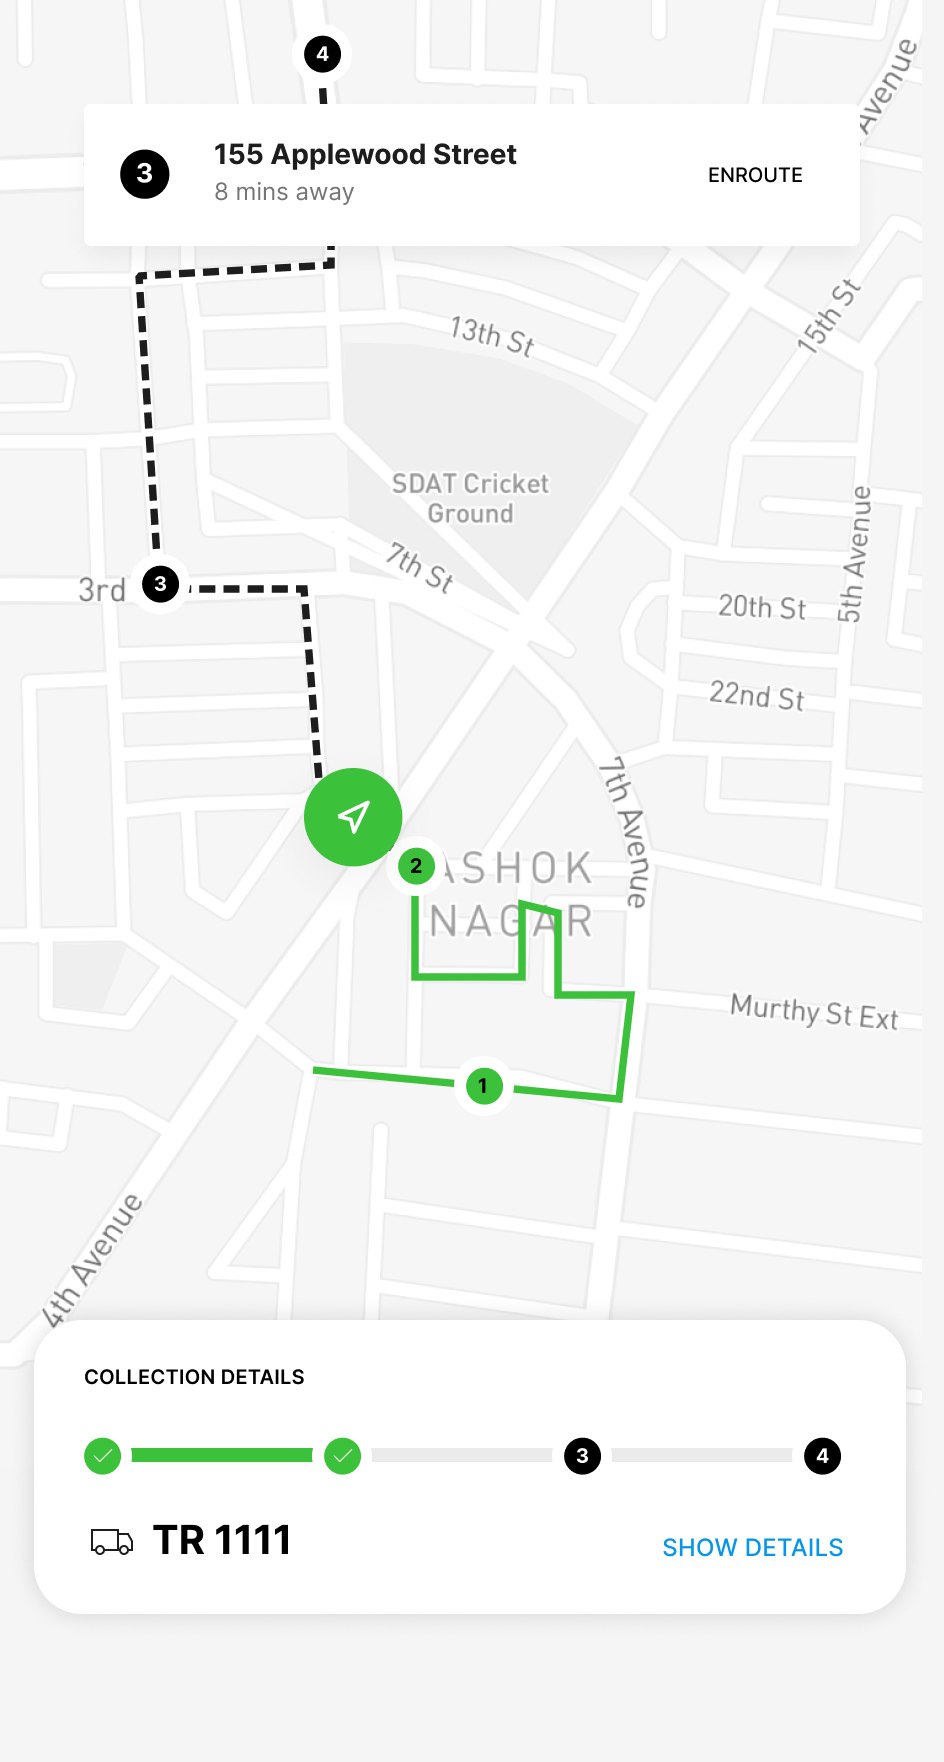 4
155 Applewood Street
3
8 mins away
ENROUTE
Avenue
15th St
13th St
SDAT Cricket
Ground
7th St
5th Avenue
3rd
3
20th St
22nd St
7th Avenue
2
ASHOK
NAGAR
Murthy St Ext
1
4th Avenue
COLLECTION DETAILS
3
4
TR 1111
SHOW DETAILS